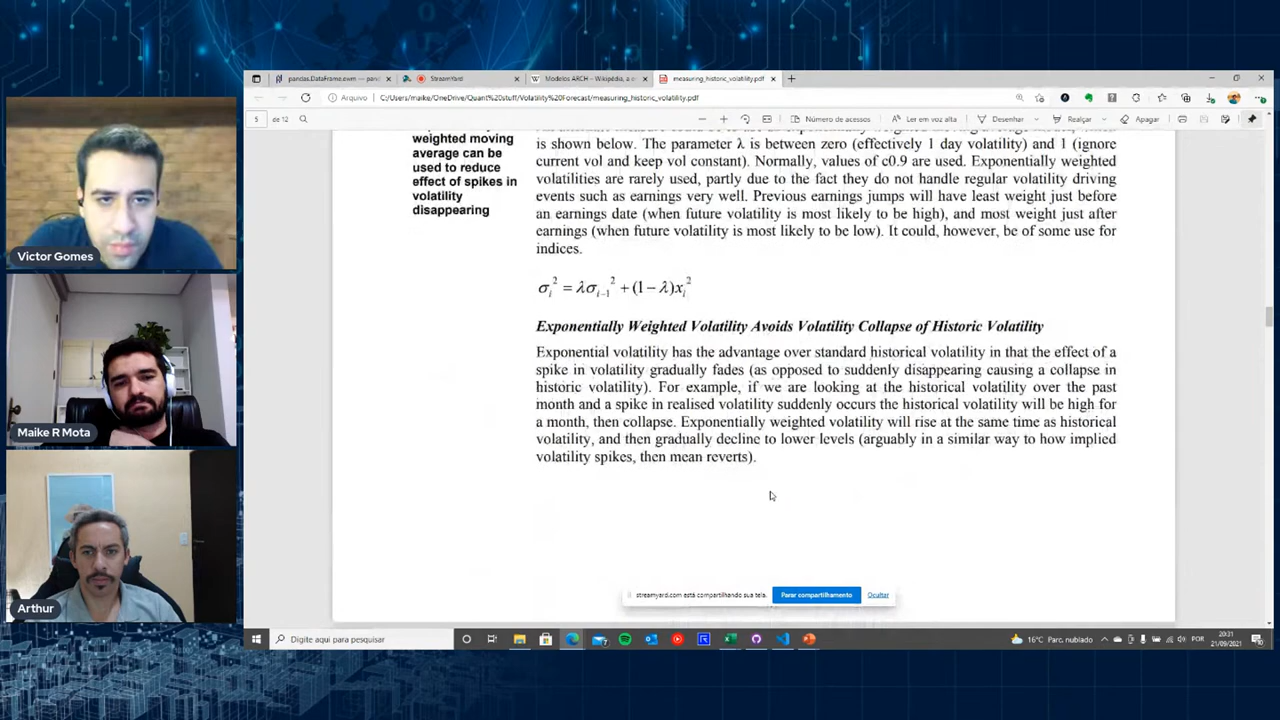 pandas.DataFrame.ewm — pand
StreamYard
Modelos ARCH – Wikipédia, a e
measuring_historic_volatility.pdf
Arquivo
C:/Users/maike/OneDrive/Quant%20stuff/Volatility%20Forecast/measuring_historic_volatility.pdf
5 de 12
Número de acessos
Ler em voz alta
Desenhar
Realçar
Apagar
weighted moving
average can be
used to reduce
effect of spikes in
volatility
disappearing
is shown below. The parameter λ is between zero (effectively 1 day volatility) and 1 (ignore
current vol and keep vol constant). Normally, values of c0.9 are used. Exponentially weighted
volatilities are rarely used, partly due to the fact they do not handle regular volatility driving
events such as earnings very well. Previous earnings jumps will have least weight just before
an earnings date (when future volatility is most likely to be high), and most weight just after
earnings (when future volatility is most likely to be low). It could, however, be of some use for
indices.
σᵢ² = λσᵢ₋₁² + (1 − λ)xᵢ²
Exponentially Weighted Volatility Avoids Volatility Collapse of Historic Volatility
Exponential volatility has the advantage over standard historical volatility in that the effect of a
spike in volatility gradually fades (as opposed to suddenly disappearing causing a collapse in
historic volatility). For example, if we are looking at the historical volatility over the past
month and a spike in realised volatility suddenly occurs the historical volatility will be high for
a month, then collapse. Exponentially weighted volatility will rise at the same time as historical
volatility, and then gradually decline to lower levels (arguably in a similar way to how implied
volatility spikes, then mean reverts).
streamyard.com está compartilhando sua tela.
Parar compartilhamento
Ocultar
Victor Gomes
Maike R Mota
Arthur
Digite aqui para pesquisar
16°C Parc. nublado
POR
20:31
21/09/2021